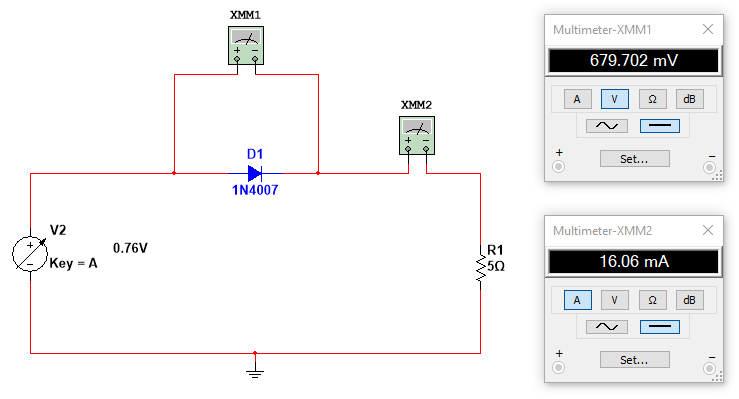 XMM1
XMM2
D1
1N4007
V2
0.76V
Key = A
R1
5Ω
Multimeter-XMM1
679.702 mV
A V Ω dB
+ Set... –
Multimeter-XMM2
16.06 mA
A V Ω dB
+ Set... –